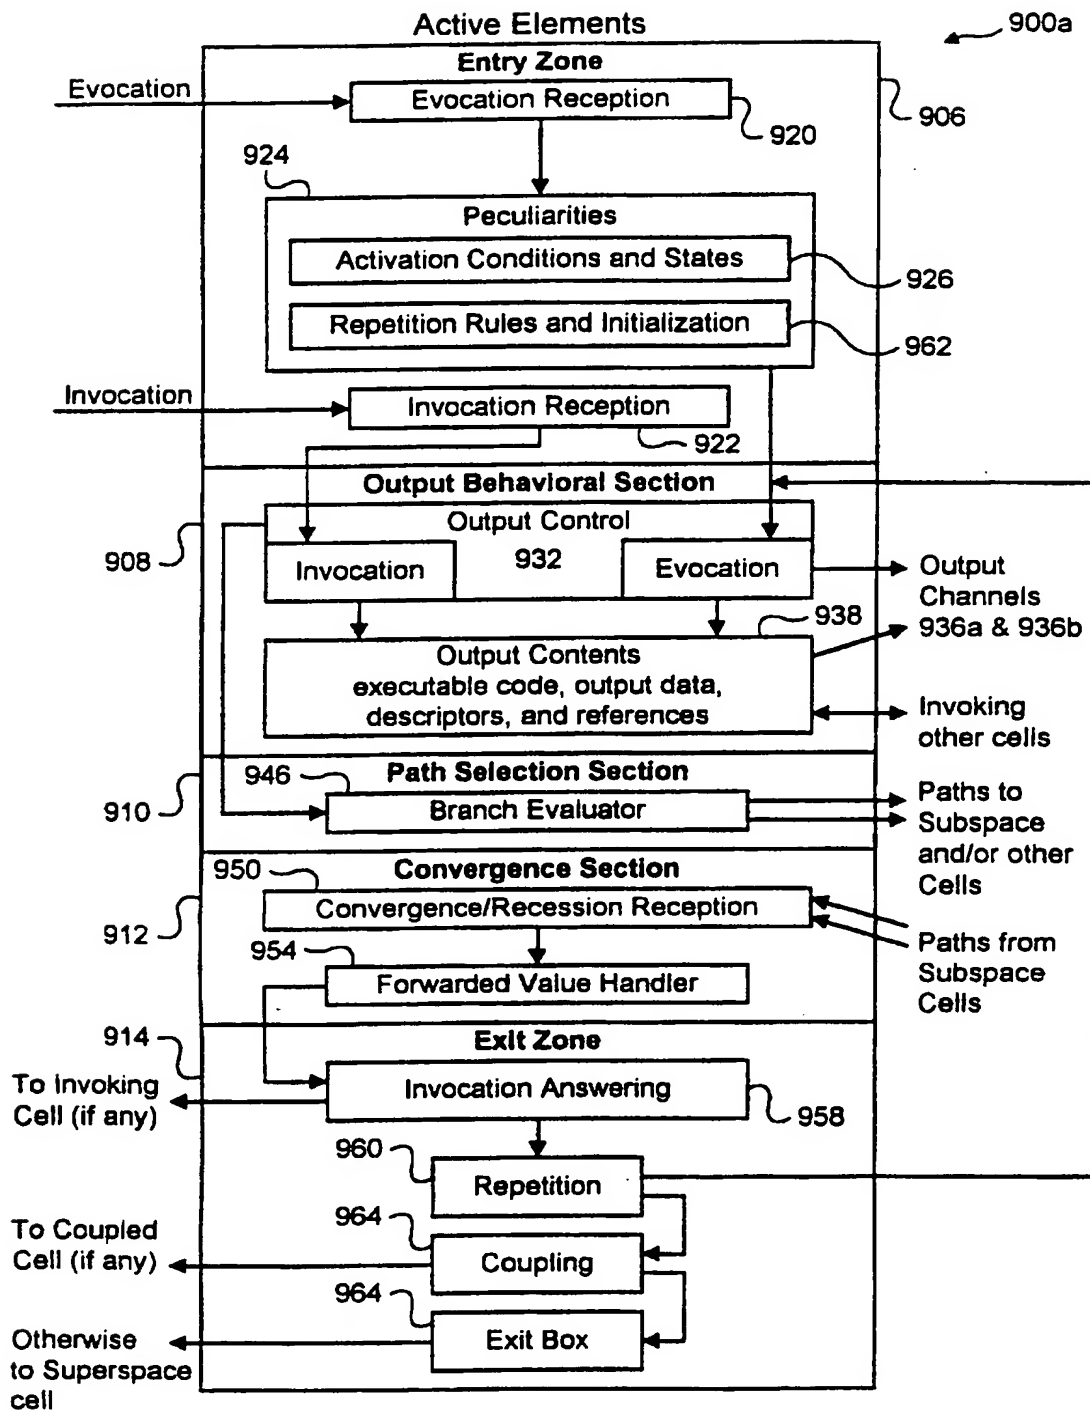 Active Elements
900a
Entry Zone
Evocation
Evocation Reception
906
920
924
Peculiarities
Activation Conditions and States
926
Repetition Rules and Initialization
962
Invocation
Invocation Reception
922
Output Behavioral Section
Output Control
908
932
Invocation
Evocation
Output
Channels
936a & 936b
938
Output Contents
executable code, output data,
descriptors, and references
Invoking
other cells
946
Path Selection Section
910
Branch Evaluator
Paths to
Subspace
and/or other
Cells
950
Convergence Section
Convergence/Recession Reception
912
954
Paths from
Subspace
Cells
Forwarded Value Handler
914
Exit Zone
To Invoking
Cell (if any)
Invocation Answering
958
960
Repetition
964
To Coupled
Cell (if any)
Coupling
964
Exit Box
Otherwise
to Superspace
cell